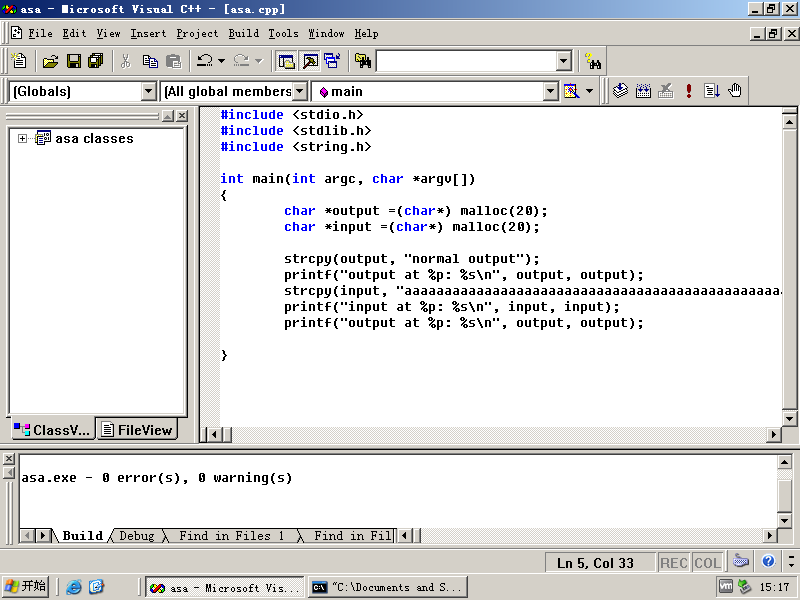 asa - Microsoft Visual C++ - [asa.cpp]
File Edit View Insert Project Build Tools Window Help
(Globals) (All global members main
asa classes
#include <stdio.h>
#include <stdlib.h>
#include <string.h>
int main(int argc, char *argv[])
{
char *output =(char*) malloc(20);
char *input =(char*) malloc(20);
strcpy(output, "normal output");
printf("output at %p: %s\n", output, output);
strcpy(input, "aaaaaaaaaaaaaaaaaaaaaaaaaaaaaaaaaaaaaaaaaaaaaaa
printf("input at %p: %s\n", input, input);
printf("output at %p: %s\n", output, output);
}
ClassV... FileView
asa.exe - 0 error(s), 0 warning(s)
Build Debug Find in Files 1 Find in Fil
Ln 5, Col 33 REC COL
开始 asa - Microsoft Vis... "C:\Documents and S... 15:17